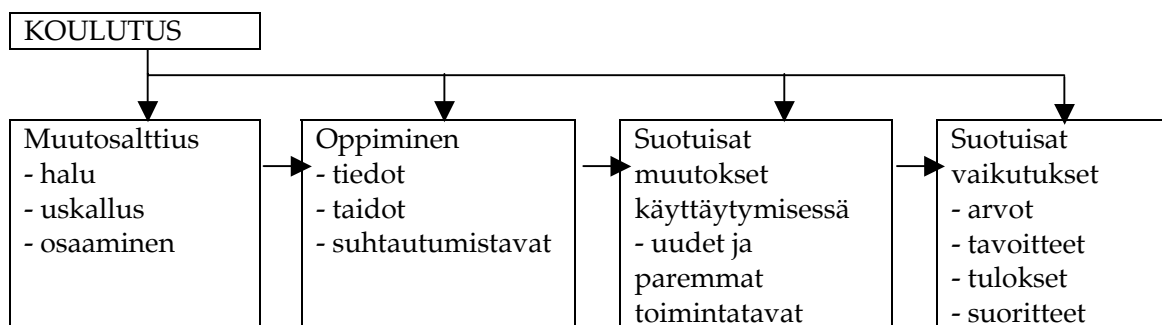 KOULUTUS
Muutosalttius
- halu
- uskallus
- osaaminen
Oppiminen
- tiedot
- taidot
- suhtautumistavat
Suotuisat
muutokset
käyttäytymisessä
- uudet ja
paremmat
toimintatavat
Suotuisat
vaikutukset
- arvot
- tavoitteet
- tulokset
- suoritteet